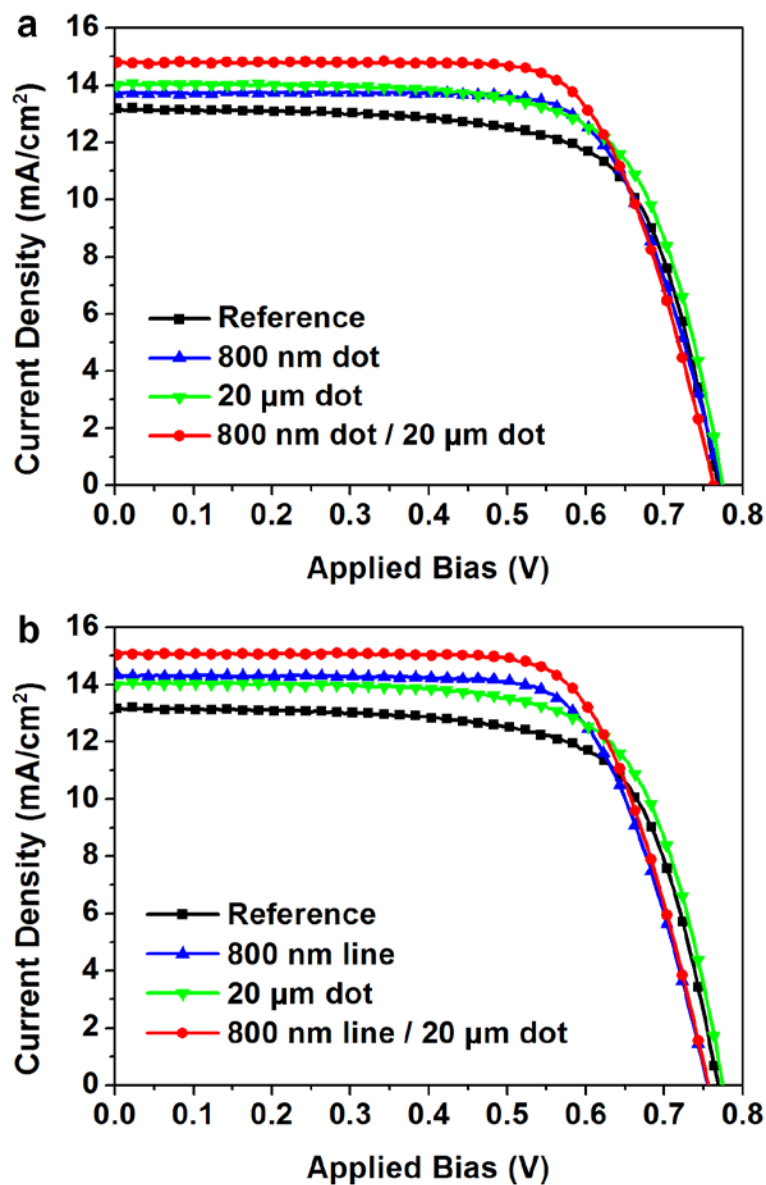 a
16
14
12
10
8
6
4
2
0
Current Density (mA/cm²)
Reference
800 nm dot
20 µm dot
800 nm dot / 20 µm dot
0.0 0.1 0.2 0.3 0.4 0.5 0.6 0.7 0.8
Applied Bias (V)
b
16
14
12
10
8
6
4
2
0
Current Density (mA/cm²)
Reference
800 nm line
20 µm dot
800 nm line / 20 µm dot
0.0 0.1 0.2 0.3 0.4 0.5 0.6 0.7 0.8
Applied Bias (V)